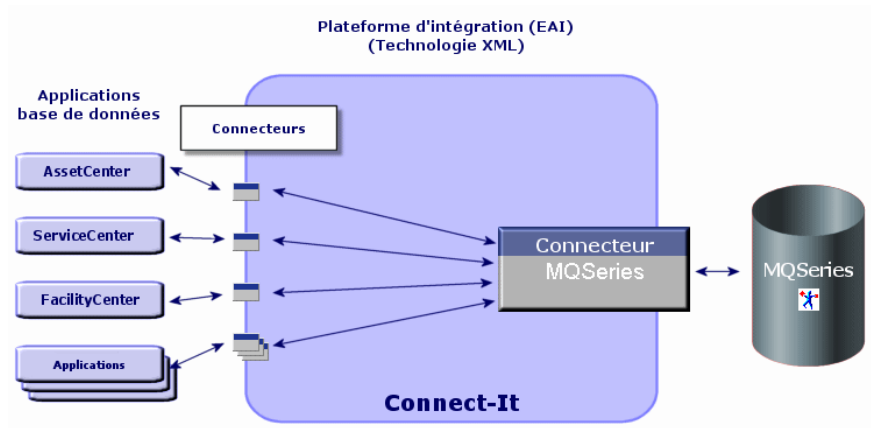 Plateforme d'intégration (EAI)
(Technologie XML)
Applications
base de données
Connecteurs
AssetCenter
ServiceCenter
FacilityCenter
Applications
Connecteur
MQSeries
MQSeries
Connect-It